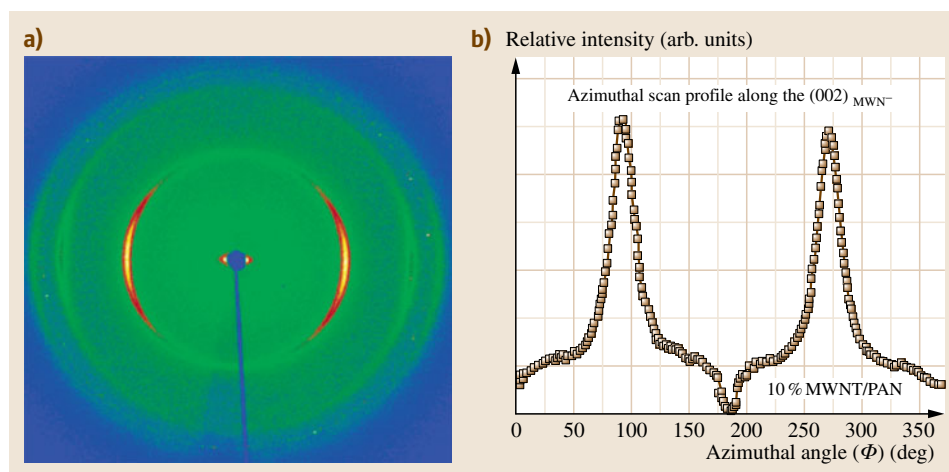 a)
b) Relative intensity (arb. units)
Azimuthal scan profile along the (002) MWN–
10 % MWNT/PAN
0 50 100 150 200 250 300 350
Azimuthal angle (Φ) (deg)